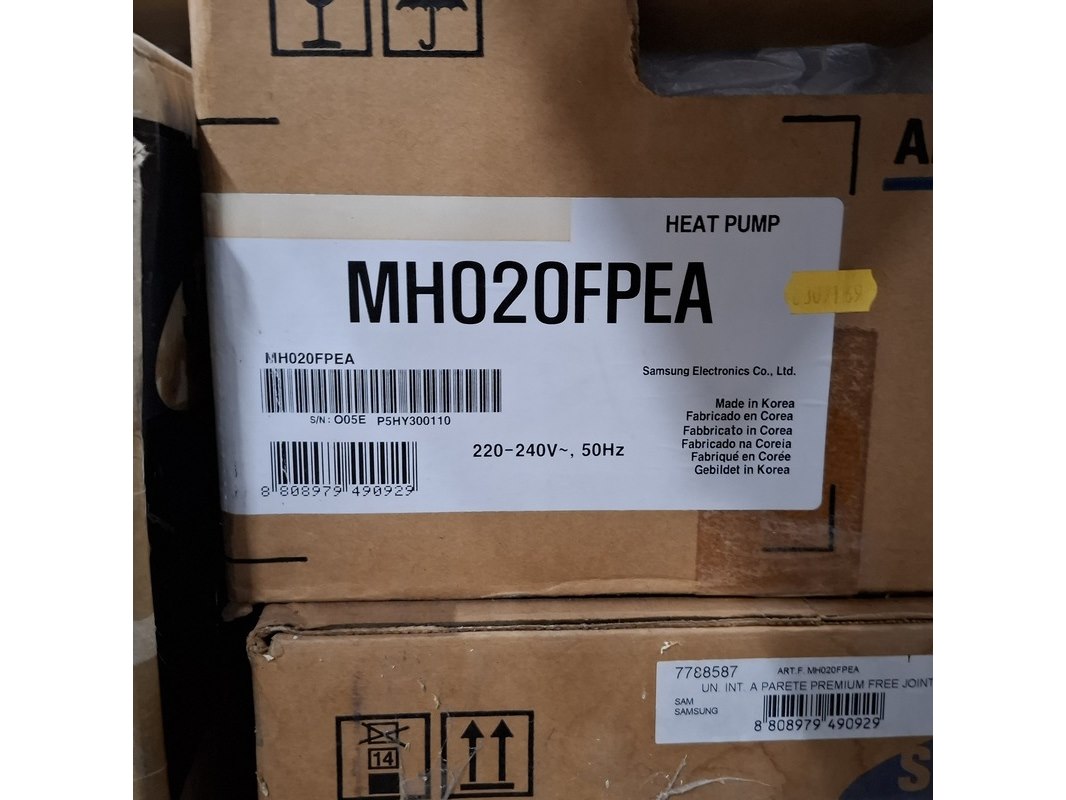 HEAT PUMP
MH020FPEA
MH020FPEA
S/N: O05E P5HY300110
8 808979 490929
220-240V~, 50Hz
Samsung Electronics Co., Ltd.
Made in Korea
Fabricado en Corea
Fabbricato in Corea
Fabricado na Coreia
Fabriqué en Corée
Gebildet in Korea
7788587 ART.F. MH020FPEA
UN. INT. A PARETE PREMIUM FREE JOINT
SAM
SAMSUNG
8 808979 490929
14